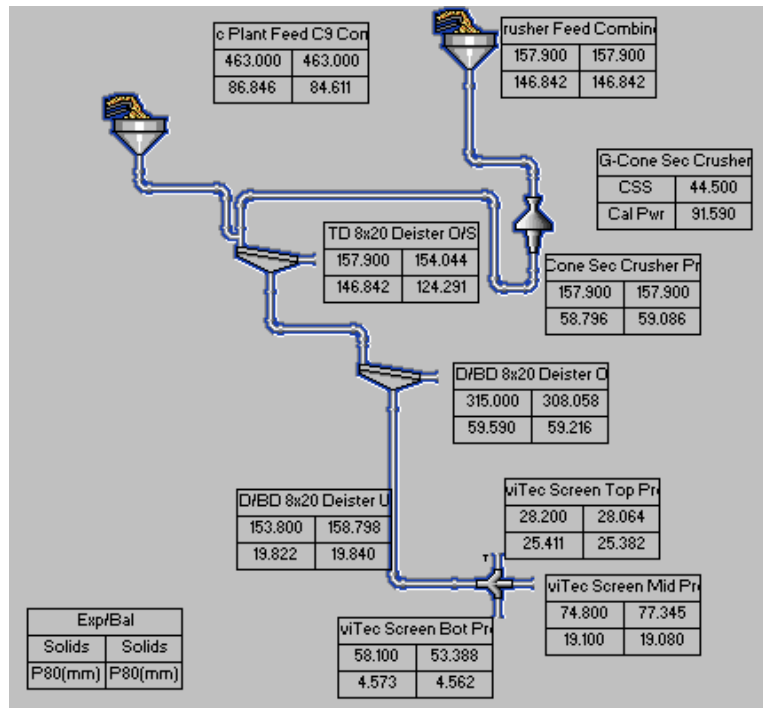 c Plant Feed C9 Con
463.000 463.000
86.846 84.611
rusher Feed Combine
157.900 157.900
146.842 146.842
G-Cone Sec Crusher
CSS 44.500
Cal Pwr 91.590
TD 8x20 Deister O/S
157.900 154.044
146.842 124.291
Cone Sec Crusher Pr
157.900 157.900
58.796 59.086
D/BD 8x20 Deister O
315.000 308.058
59.590 59.216
D/BD 8x20 Deister U
153.800 158.798
19.822 19.840
viTec Screen Top Pr
28.200 28.064
25.411 25.382
T
viTec Screen Mid Pr
74.800 77.345
19.100 19.080
viTec Screen Bot Pr
58.100 53.388
4.573 4.562
Exp/Bal
Solids Solids
P80(mm) P80(mm)